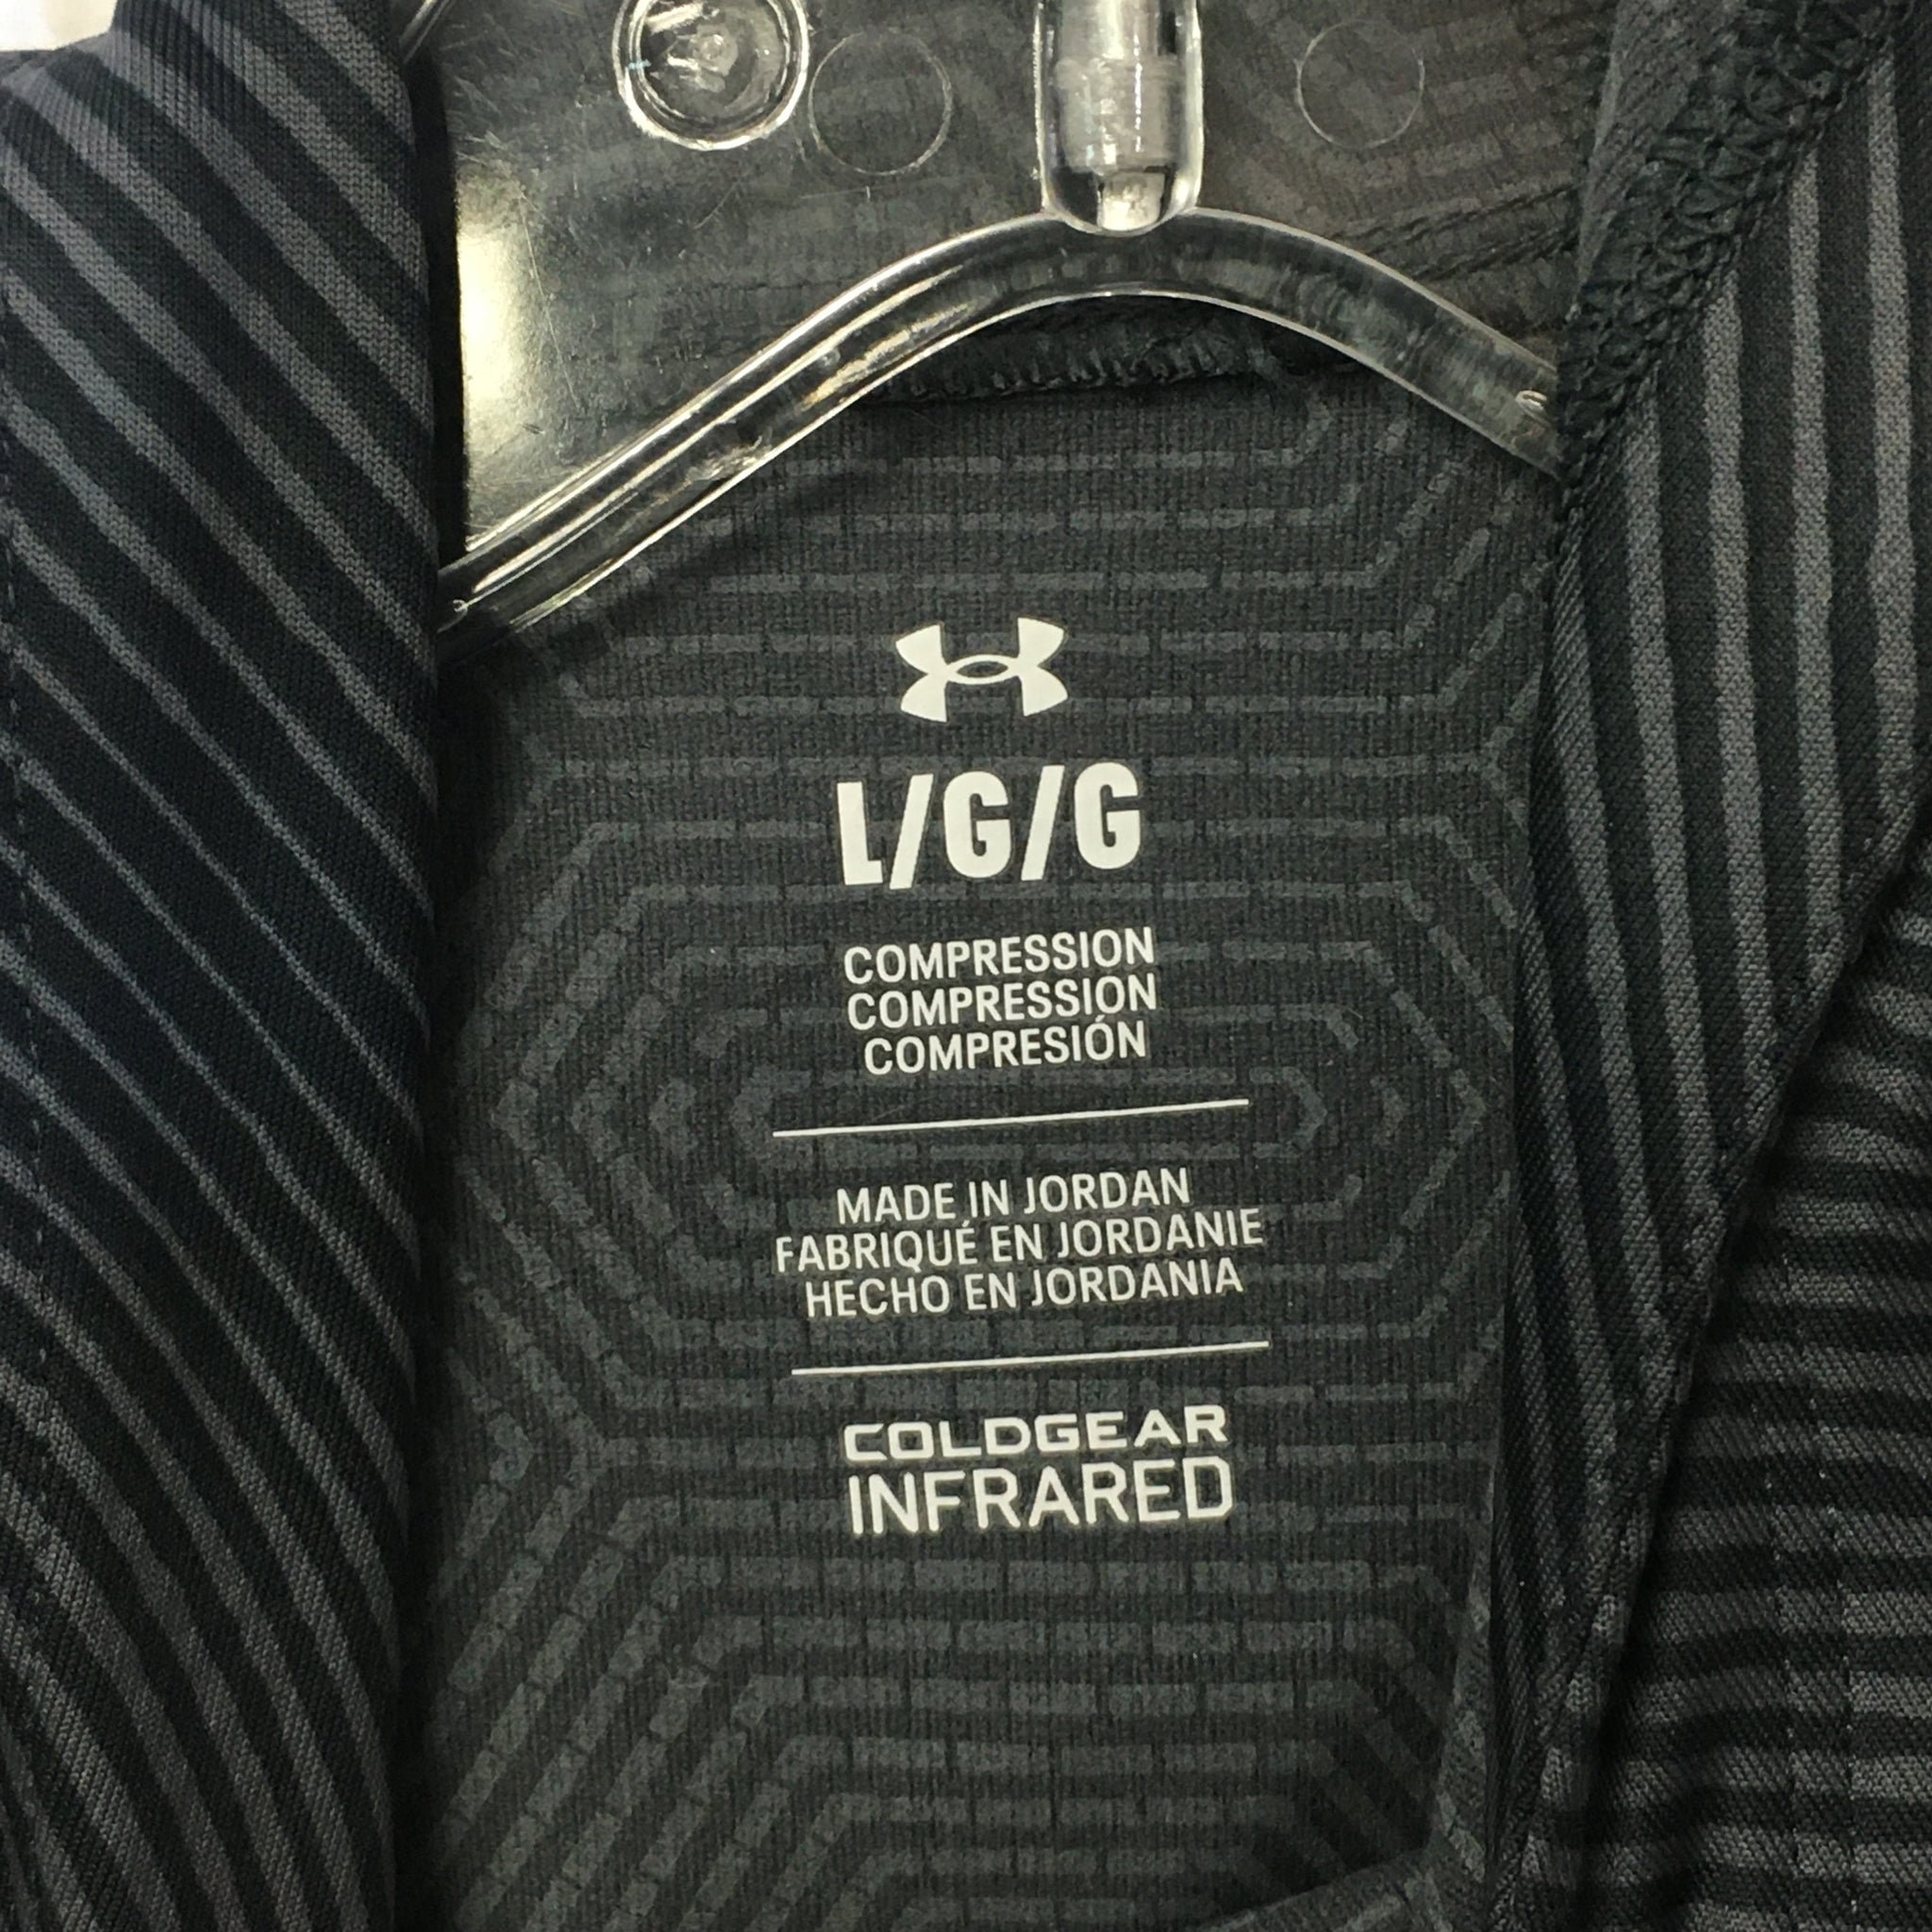 L/G/G
COMPRESSION
COMPRESSION
COMPRESIÓN
MADE IN JORDAN
FABRIQUÉ EN JORDANIE
HECHO EN JORDANIA
COLDGEAR
INFRARED